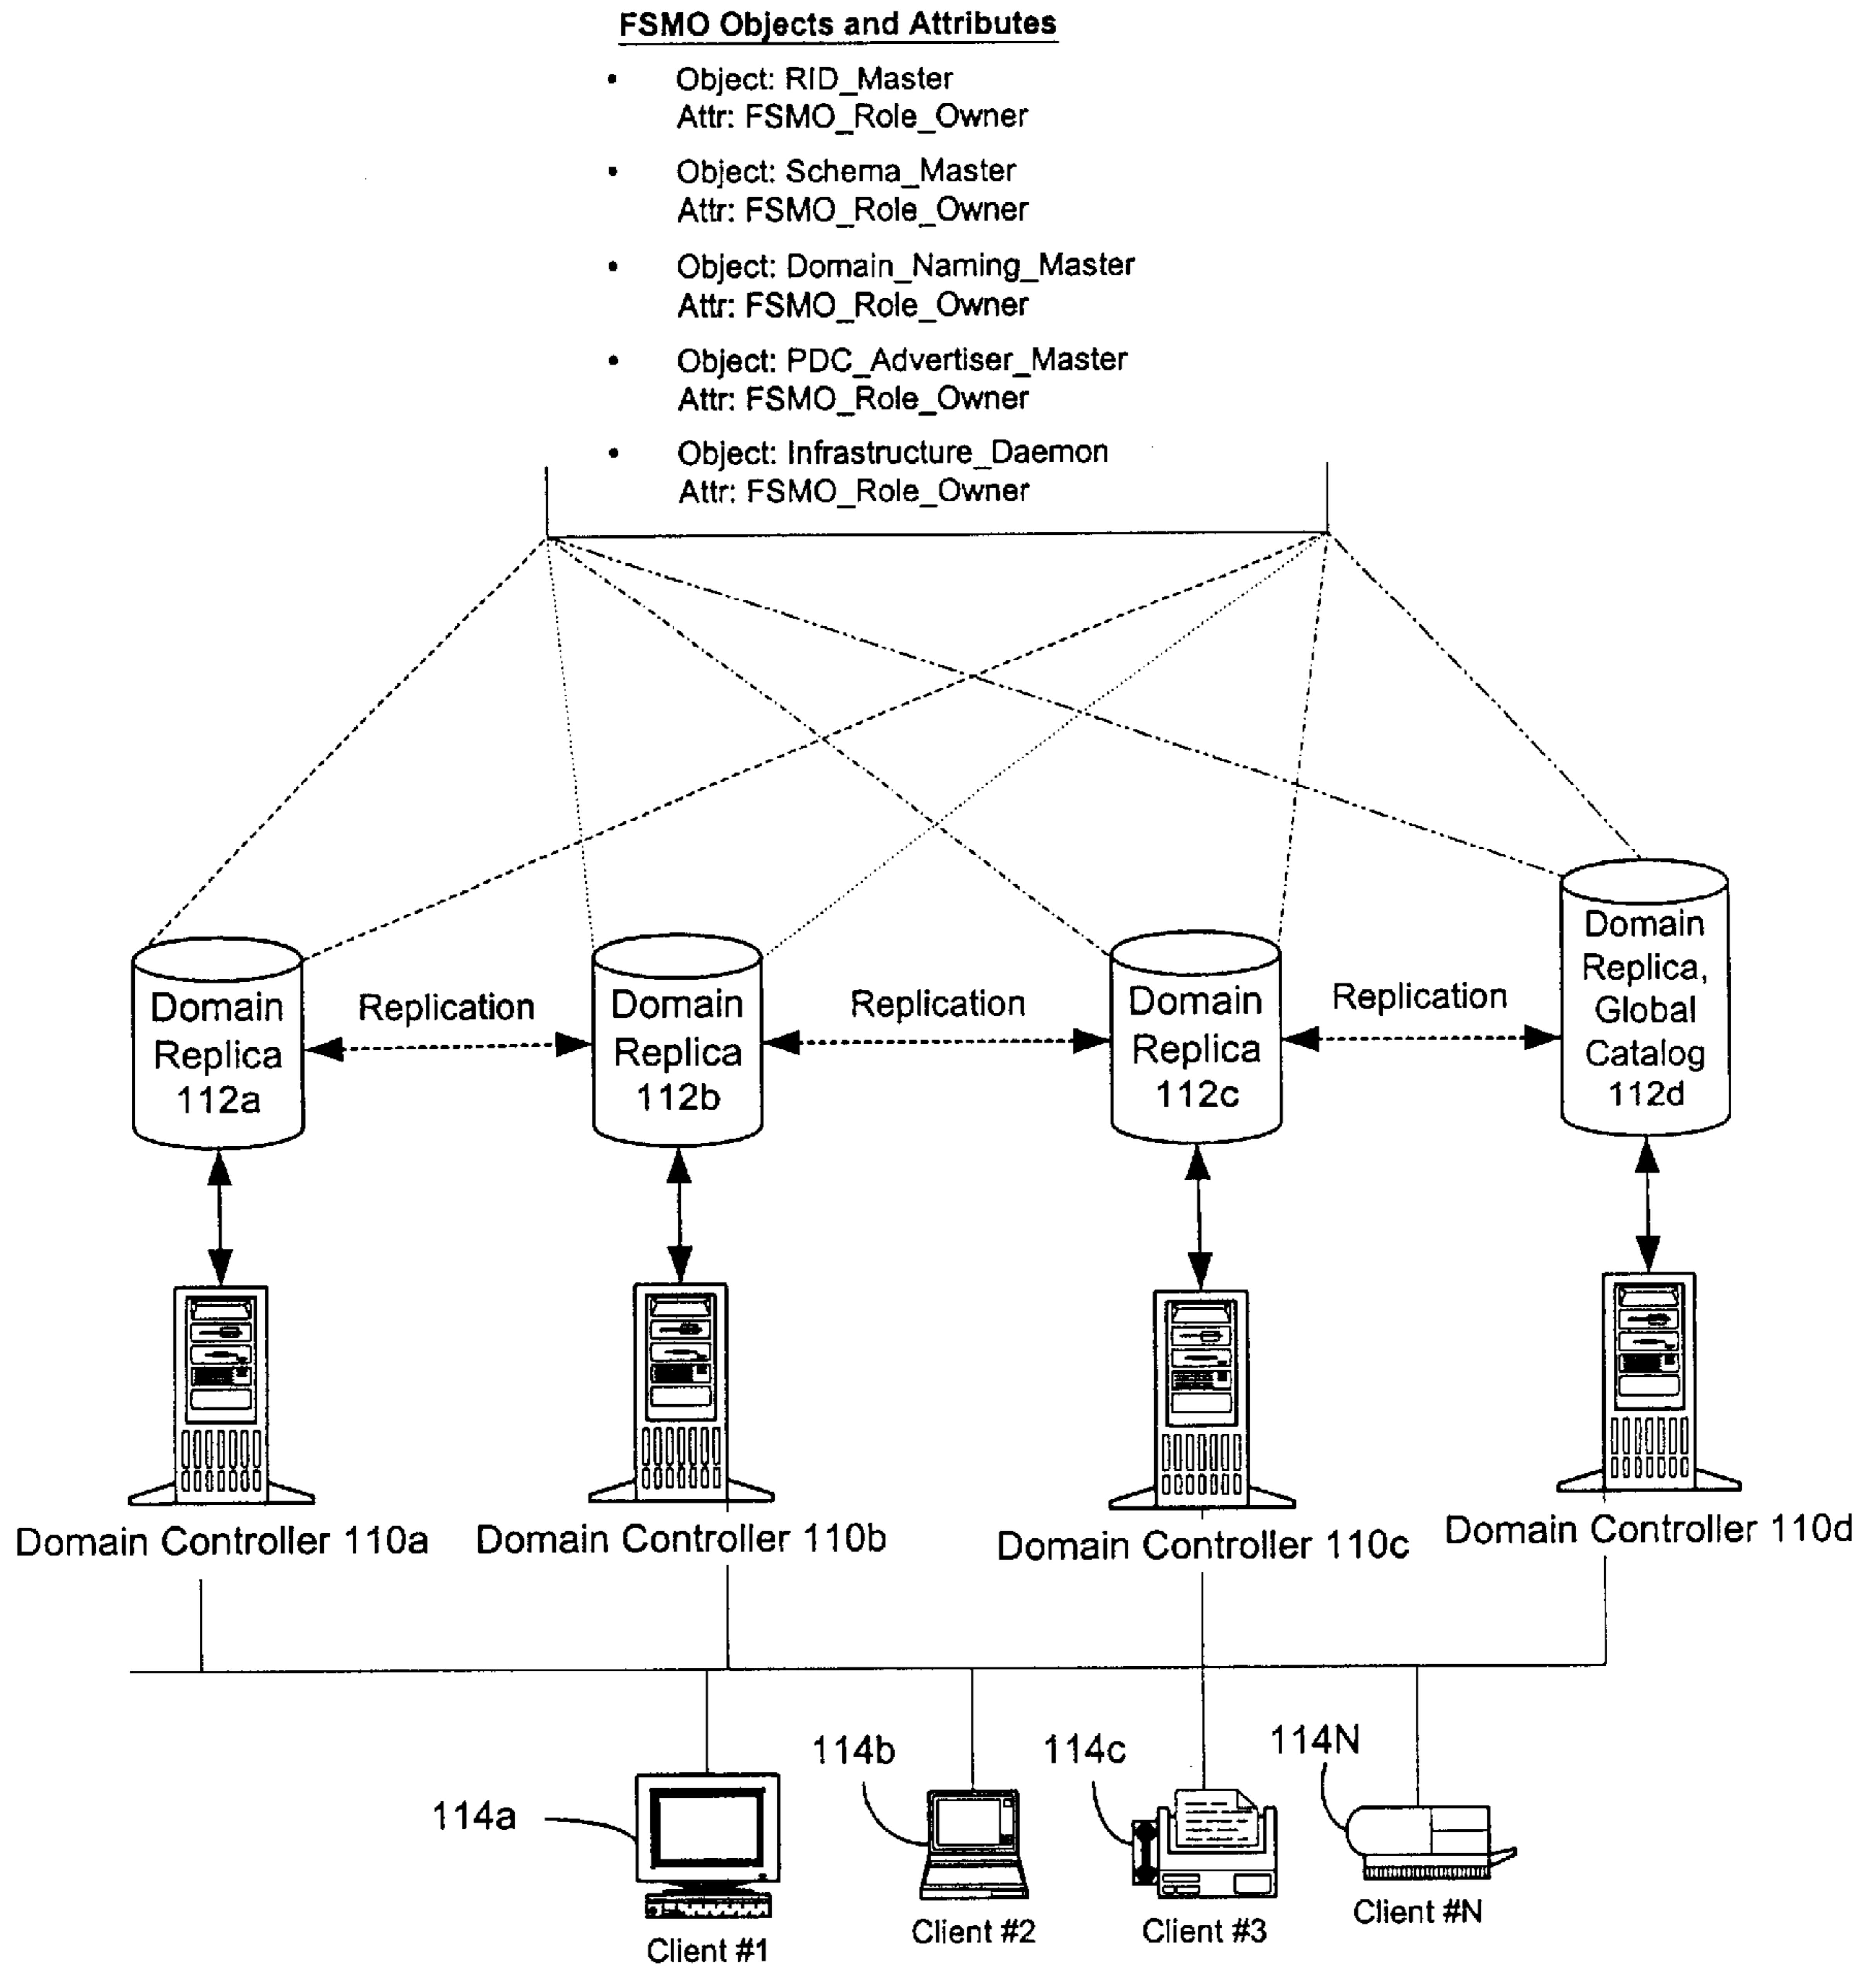 FSMO Objects and Attributes
• Object: RID_Master
Attr: FSMO_Role_Owner
• Object: Schema_Master
Attr: FSMO_Role_Owner
• Object: Domain_Naming_Master
Attr: FSMO_Role_Owner
• Object: PDC_Advertiser_Master
Attr: FSMO_Role_Owner
• Object: Infrastructure_Daemon
Attr: FSMO_Role_Owner
Domain
Replica
112a
Replication
Domain
Replica
112b
Replication
Domain
Replica
112c
Replication
Domain
Replica,
Global
Catalog
112d
Domain Controller 110a
Domain Controller 110b
Domain Controller 110c
Domain Controller 110d
114a
114b
114c
114N
Client #1
Client #2
Client #3
Client #N